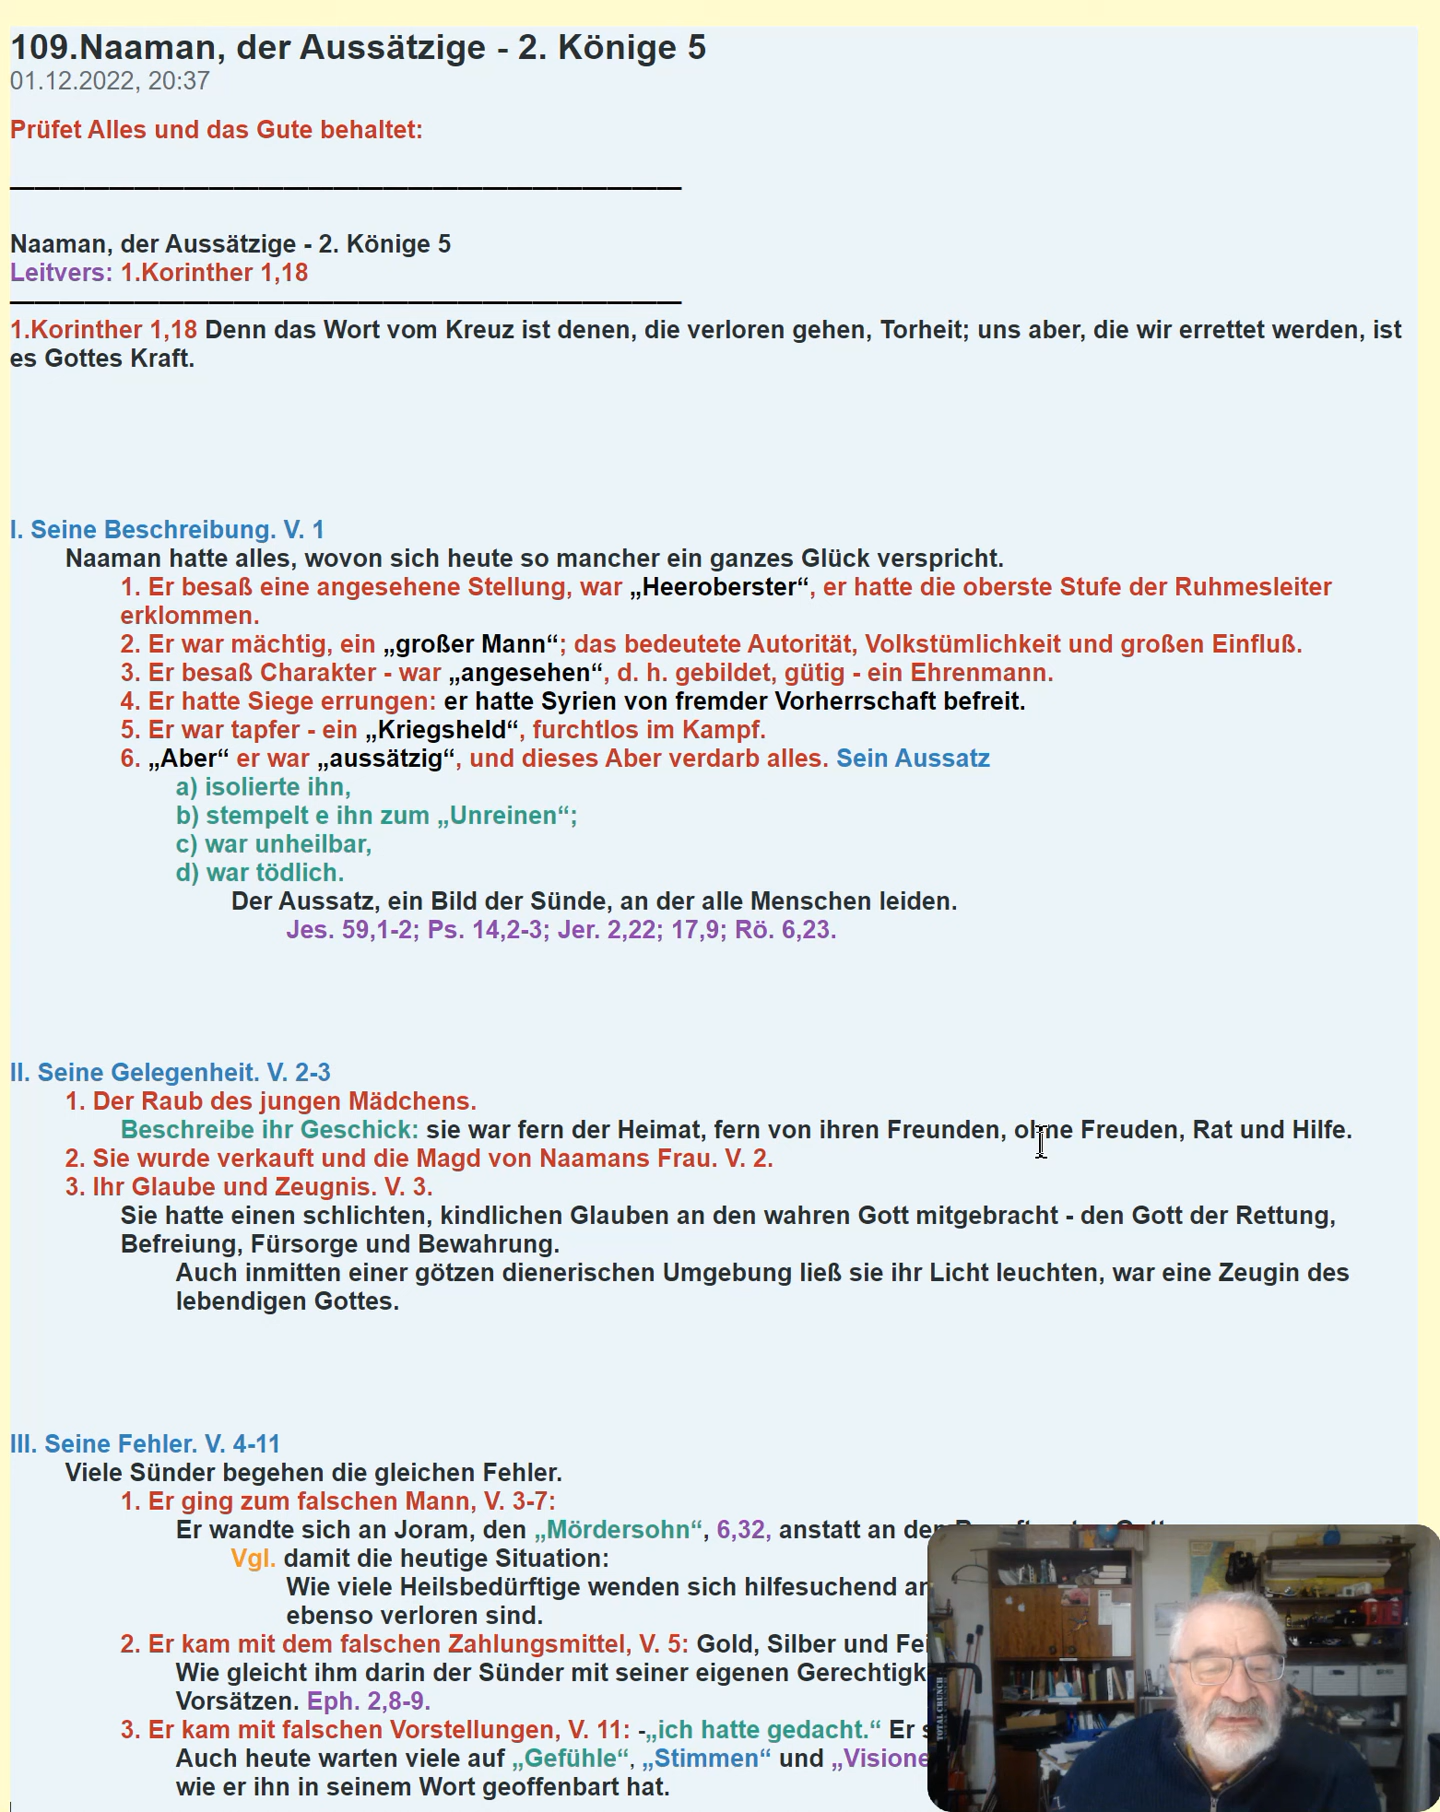 109.Naaman, der Aussätzige - 2. Könige 5
01.12.2022, 20:37
Prüfet Alles und das Gute behaltet:
Naaman, der Aussätzige - 2. Könige 5
Leitvers: 1.Korinther 1,18
1.Korinther 1,18 Denn das Wort vom Kreuz ist denen, die verloren gehen, Torheit; uns aber, die wir errettet werden, ist
es Gottes Kraft.
I. Seine Beschreibung. V. 1
Naaman hatte alles, wovon sich heute so mancher ein ganzes Glück verspricht.
1. Er besaß eine angesehene Stellung, war „Heeroberster“, er hatte die oberste Stufe der Ruhmesleiter
erklommen.
2. Er war mächtig, ein „großer Mann“; das bedeutete Autorität, Volkstümlichkeit und großen Einfluß.
3. Er besaß Charakter - war „angesehen“, d. h. gebildet, gütig - ein Ehrenmann.
4. Er hatte Siege errungen: er hatte Syrien von fremder Vorherrschaft befreit.
5. Er war tapfer - ein „Kriegsheld“, furchtlos im Kampf.
6. „Aber“ er war „aussätzig“, und dieses Aber verdarb alles. Sein Aussatz
a) isolierte ihn,
b) stempelt e ihn zum „Unreinen“;
c) war unheilbar,
d) war tödlich.
Der Aussatz, ein Bild der Sünde, an der alle Menschen leiden.
Jes. 59,1-2; Ps. 14,2-3; Jer. 2,22; 17,9; Rö. 6,23.
II. Seine Gelegenheit. V. 2-3
1. Der Raub des jungen Mädchens.
Beschreibe ihr Geschick: sie war fern der Heimat, fern von ihren Freunden, ohne Freuden, Rat und Hilfe.
2. Sie wurde verkauft und die Magd von Naamans Frau. V. 2.
3. Ihr Glaube und Zeugnis. V. 3.
Sie hatte einen schlichten, kindlichen Glauben an den wahren Gott mitgebracht - den Gott der Rettung,
Befreiung, Fürsorge und Bewahrung.
Auch inmitten einer götzen dienerischen Umgebung ließ sie ihr Licht leuchten, war eine Zeugin des
lebendigen Gottes.
III. Seine Fehler. V. 4-11
Viele Sünder begehen die gleichen Fehler.
1. Er ging zum falschen Mann, V. 3-7:
Er wandte sich an Joram, den „Mördersohn“, 6,32, anstatt an den
Vgl. damit die heutige Situation:
Wie viele Heilsbedürftige wenden sich hilfesuchend an
ebenso verloren sind.
2. Er kam mit dem falschen Zahlungsmittel, V. 5: Gold, Silber und
Wie gleicht ihm darin der Sünder mit seiner eigenen
Vorsätzen. Eph. 2,8-9.
3. Er kam mit falschen Vorstellungen, V. 11: -„ich hatte gedacht.“ Er
Auch heute warten viele auf „Gefühle“, „Stimmen“ und
wie er ihn in seinem Wort geoffenbart hat.